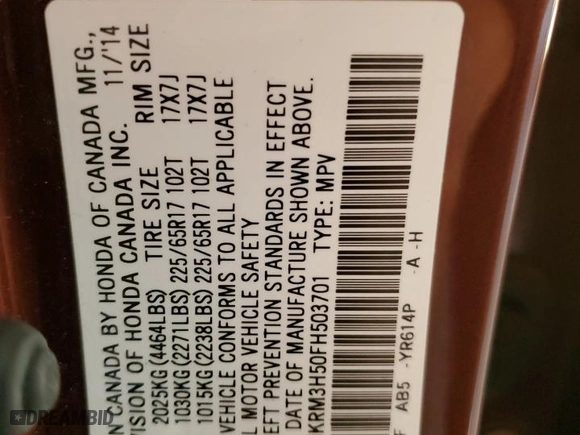 N CANADA BY HONDA OF CANADA MFG.,
VISION OF HONDA CANADA INC. 11/'14
TIRE SIZE RIM SIZE
2025KG (4464LBS)
1030KG (2271LBS) 225/65R17 102T 17X7J
1015KG (2238LBS) 225/65R17 102T 17X7J
VEHICLE CONFORMS TO ALL APPLICABLE
L MOTOR VEHICLE SAFETY
EFT PREVENTION STANDARDS IN EFFECT
DATE OF MANUFACTURE SHOWN ABOVE.
KRM3H50FH503701 TYPE: MPV
F AB5 -YR614P -A -H
DREAMBID